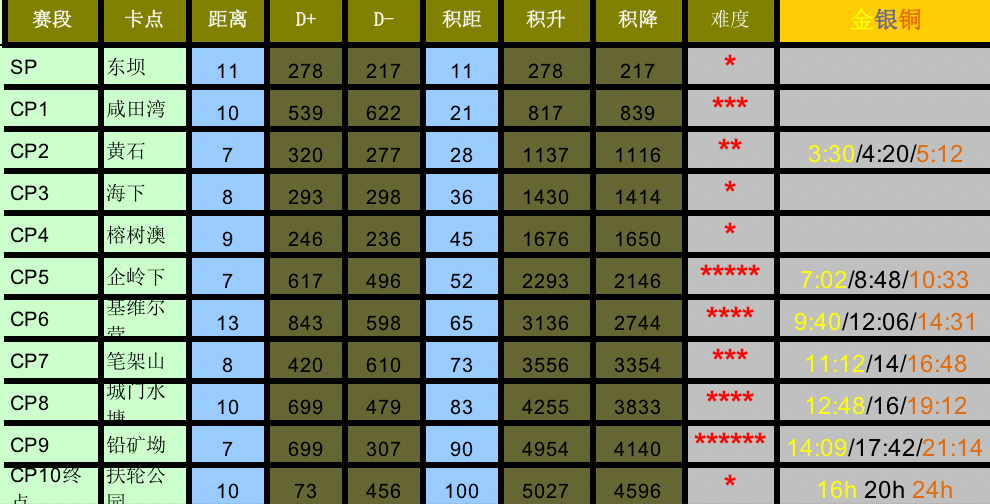 赛段 卡点 距离 D+ D- 积距 积升 积降 难度 金银铜
SP 东坝 11 278 217 11 278 217 *
CP1 咸田湾 10 539 622 21 817 839 ***
CP2 黄石 7 320 277 28 1137 1116 ** 3:30/4:20/5:12
CP3 海下 8 293 298 36 1430 1414 *
CP4 榕树澳 9 246 236 45 1676 1650 *
CP5 企岭下 7 617 496 52 2293 2146 ***** 7:02/8:48/10:33
CP6 基维尔营 13 843 598 65 3136 2744 **** 9:40/12:06/14:31
CP7 笔架山 8 420 610 73 3556 3354 *** 11:12/14/16:48
CP8 城门水塘 10 699 479 83 4255 3833 **** 12:48/16/19:12
CP9 铅矿坳 7 699 307 90 4954 4140 ****** 14:09/17:42/21:14
CP10终点 扶轮公园 10 73 456 100 5027 4596 * 16h 20h 24h